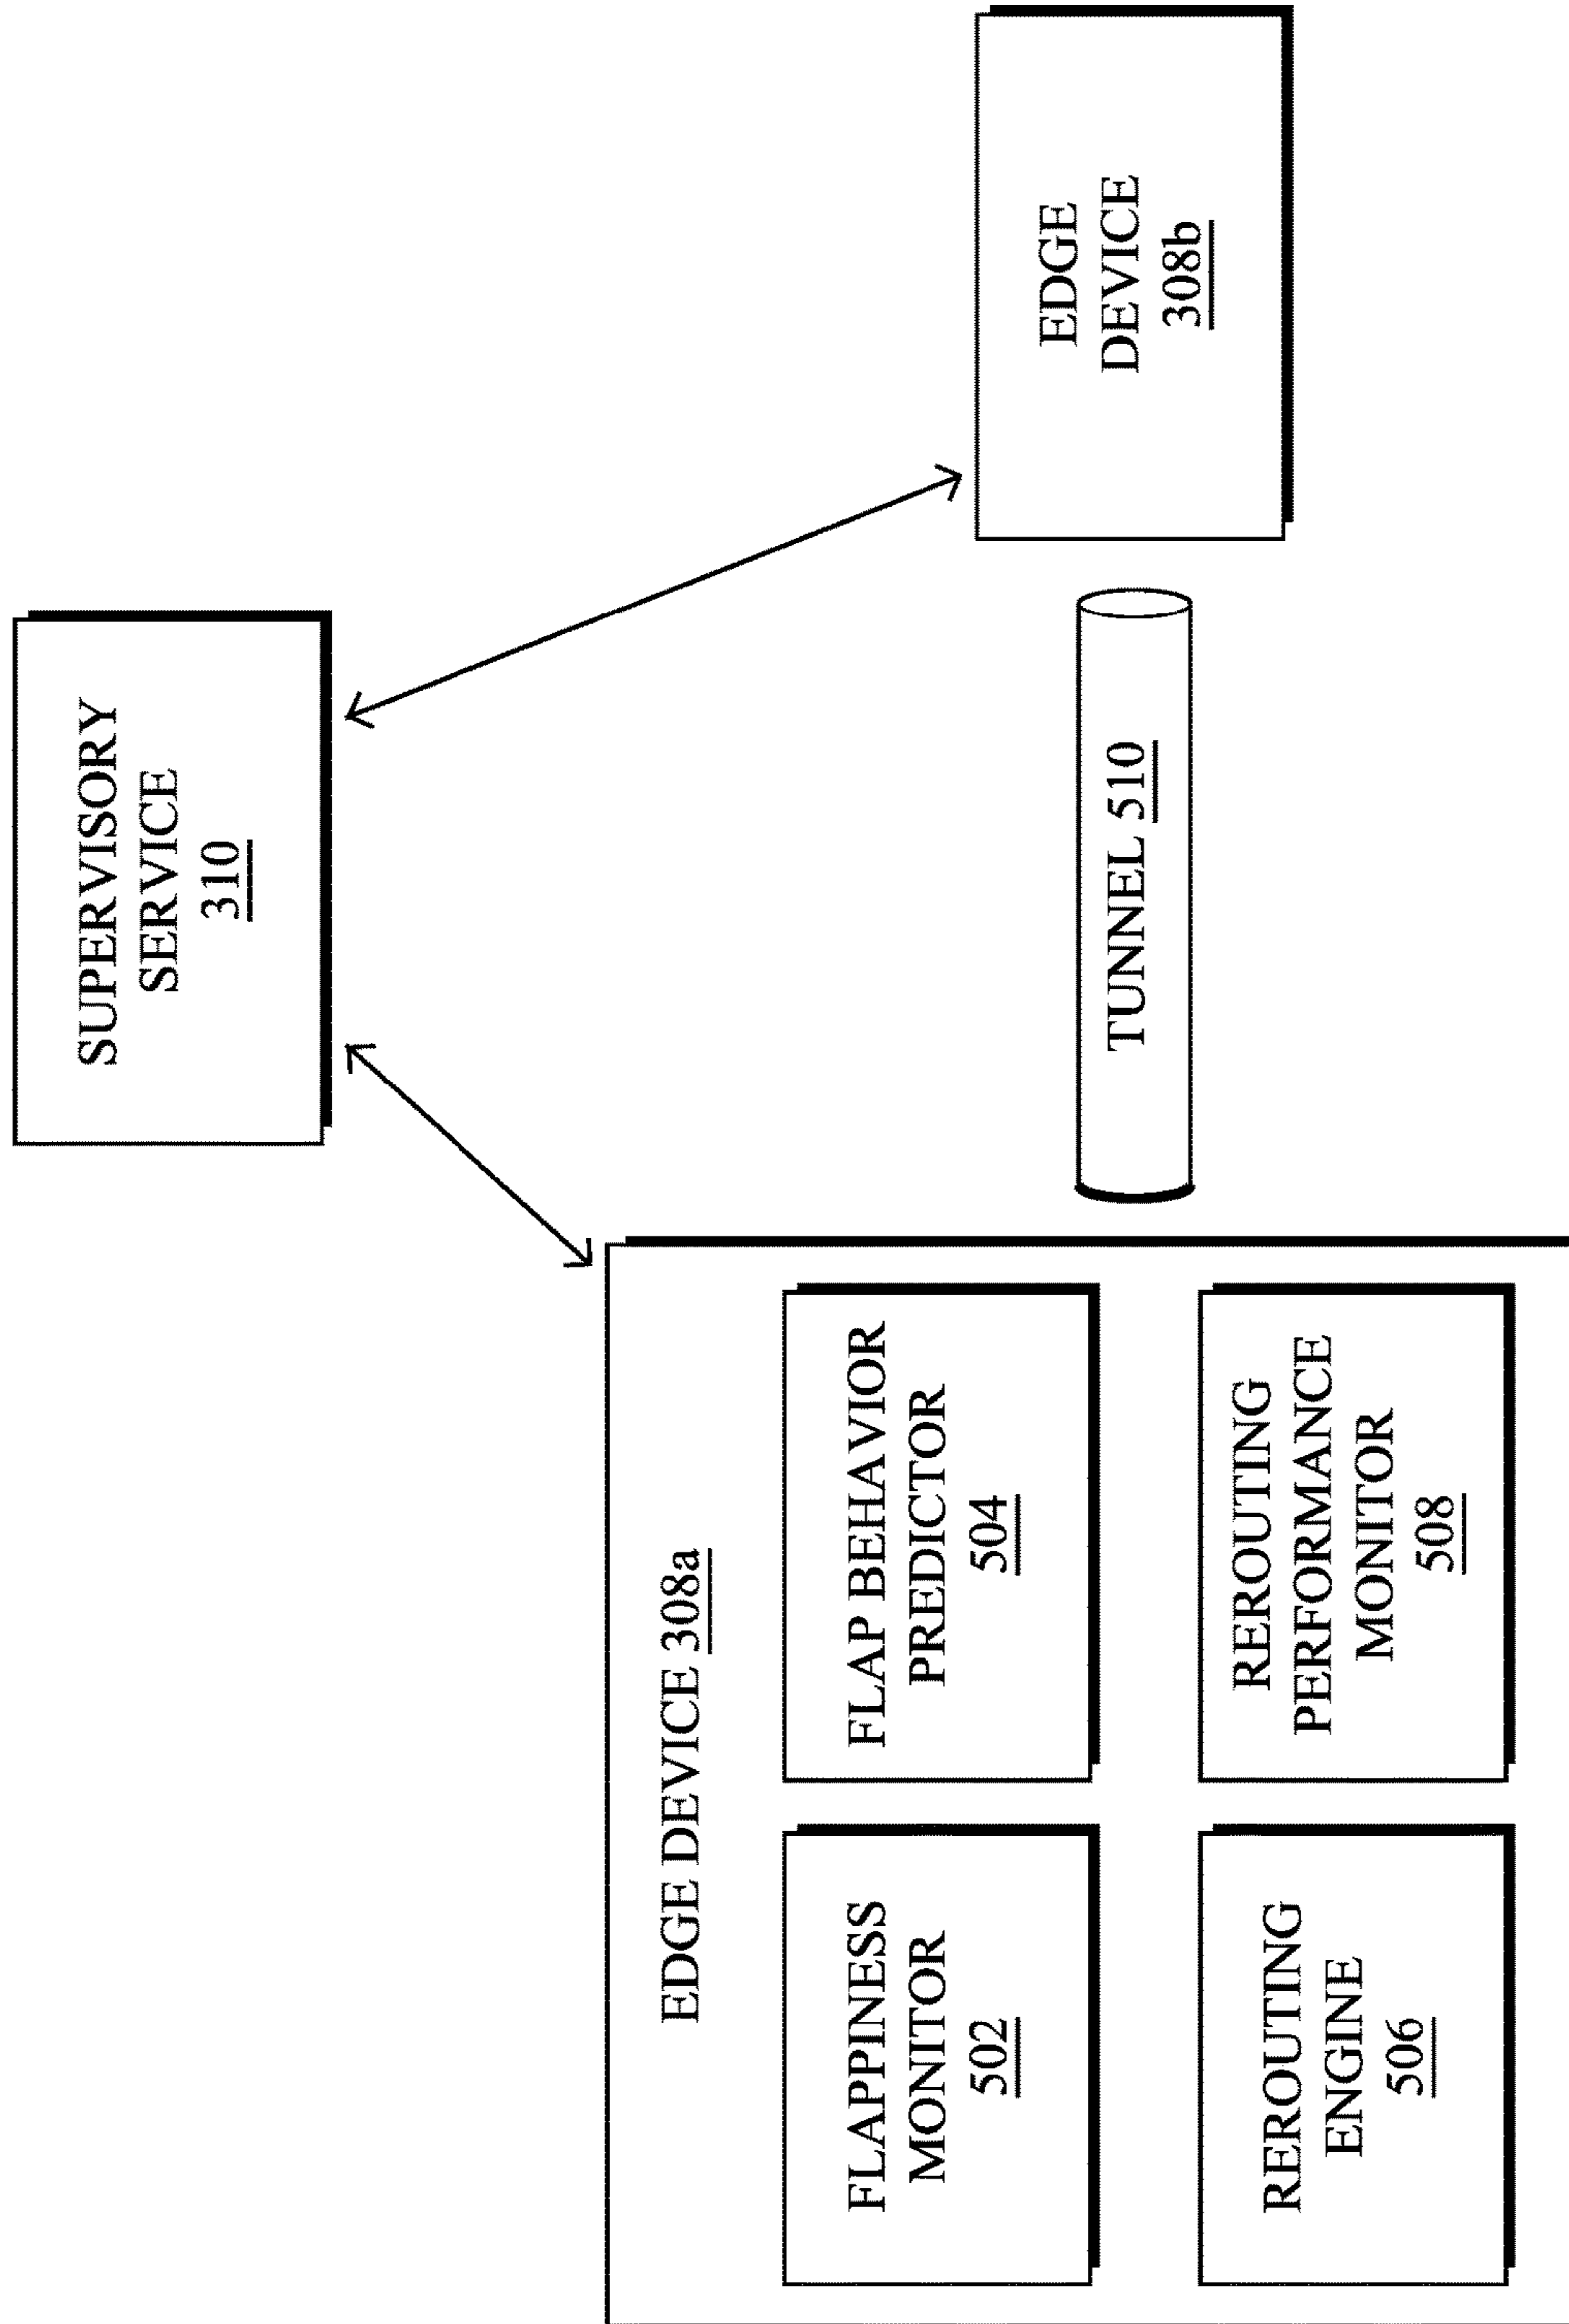 SUPERVISORY
SERVICE
310
EDGE DEVICE 308a
FLAPPINESS
MONITOR
502
FLAP BEHAVIOR
PREDICTOR
504
REROUTING
ENGINE
506
REROUTING
PERFORMANCE
MONITOR
508
TUNNEL 510
EDGE
DEVICE
308b